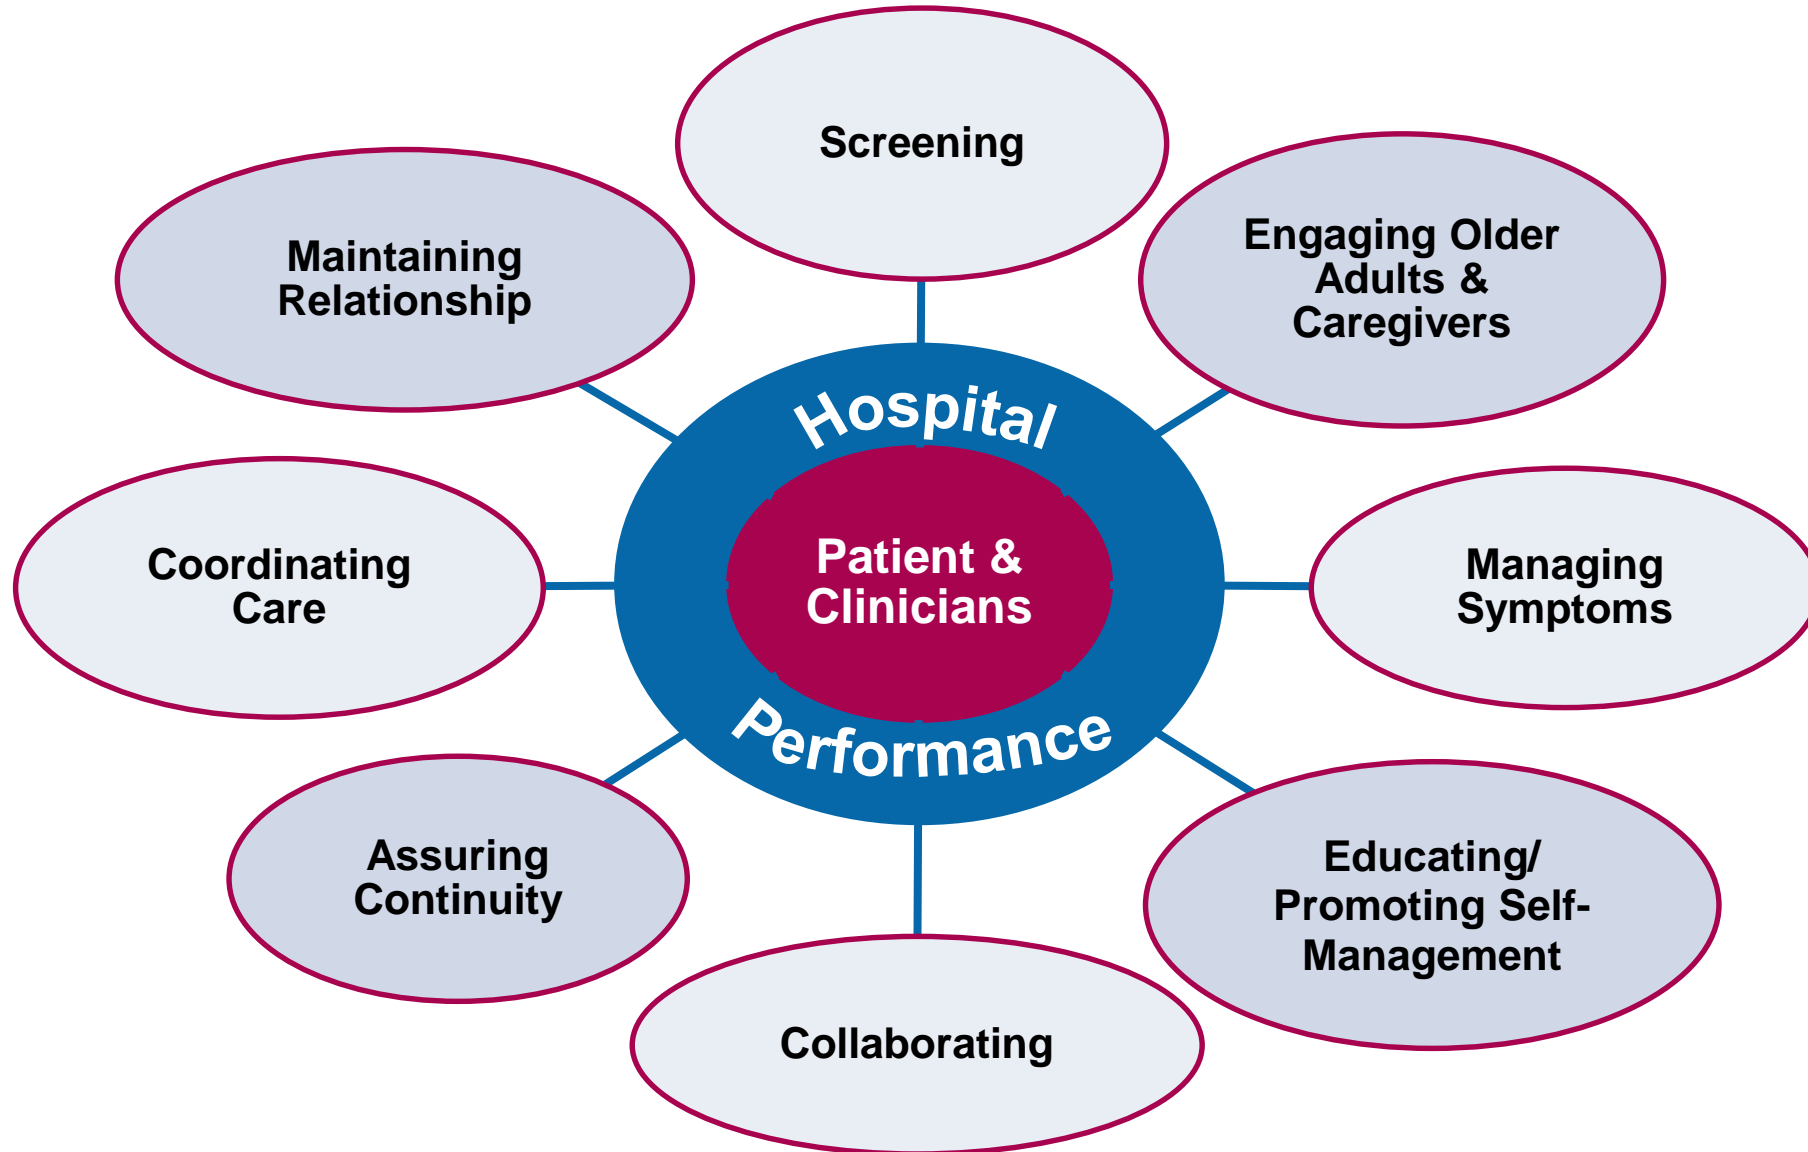 Screening
Engaging Older
Adults &
Caregivers
Maintaining
Relationship
Hospital
Patient &
Clinicians
Performance
Coordinating
Care
Managing
Symptoms
Assuring
Continuity
Educating/
Promoting Self-
Management
Collaborating